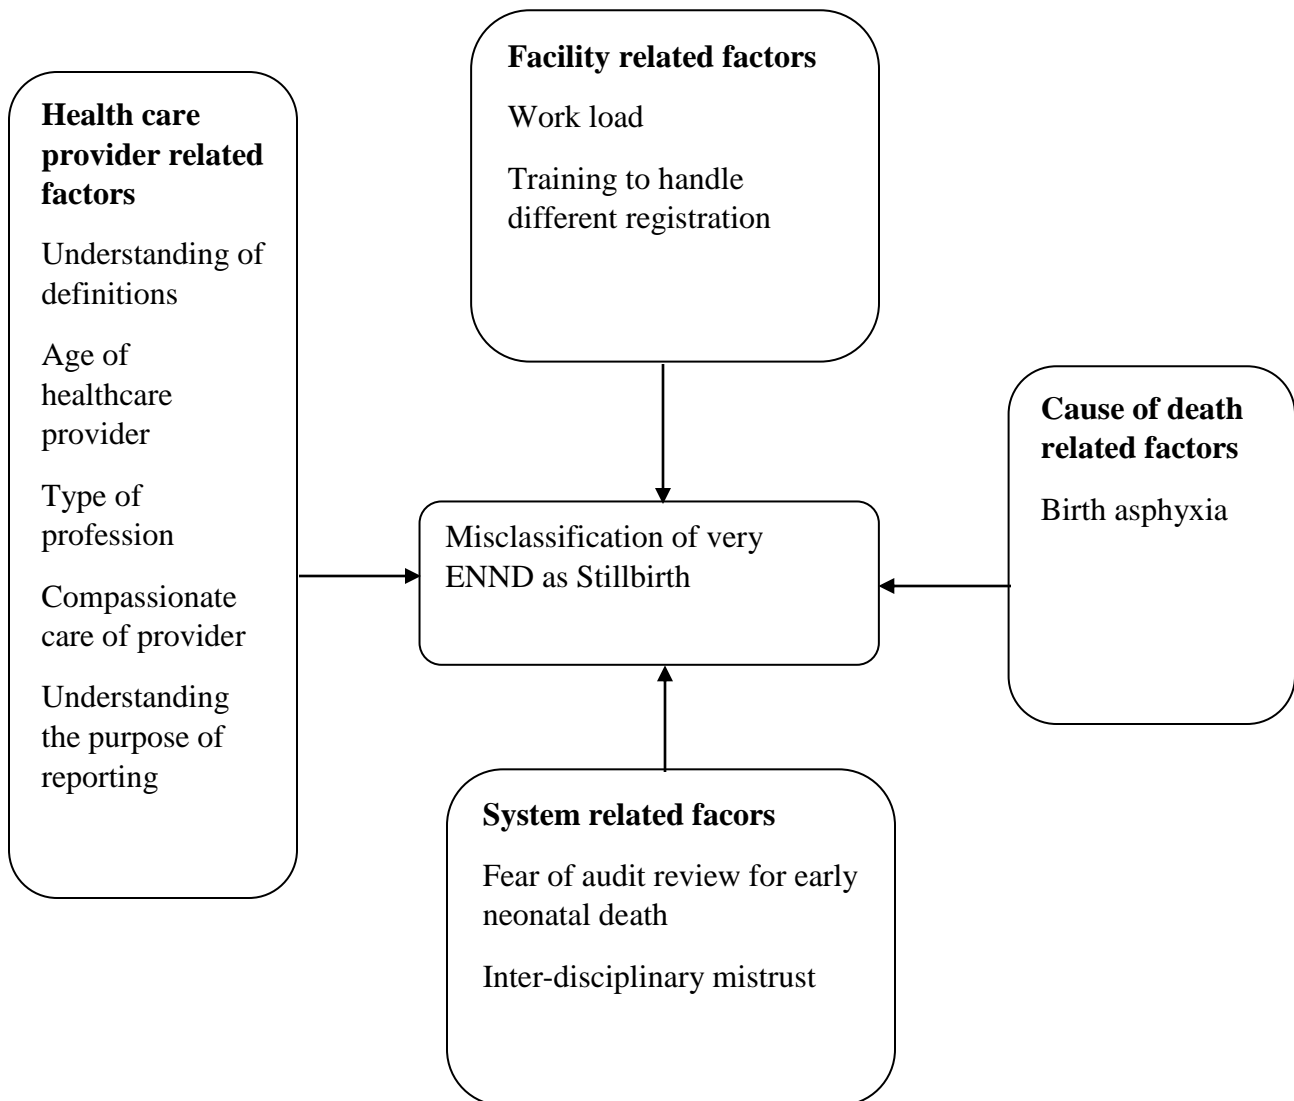 Facility related factors
Work load
Training to handle
different registration
Health care
provider related
factors
Understanding of
definitions
Age of
healthcare
provider
Type of
profession
Compassionate
care of provider
Understanding
the purpose of
reporting
Cause of death
related factors
Birth asphyxia
Misclassification of very
ENND as Stillbirth
System related facors
Fear of audit review for early
neonatal death
Inter-disciplinary mistrust